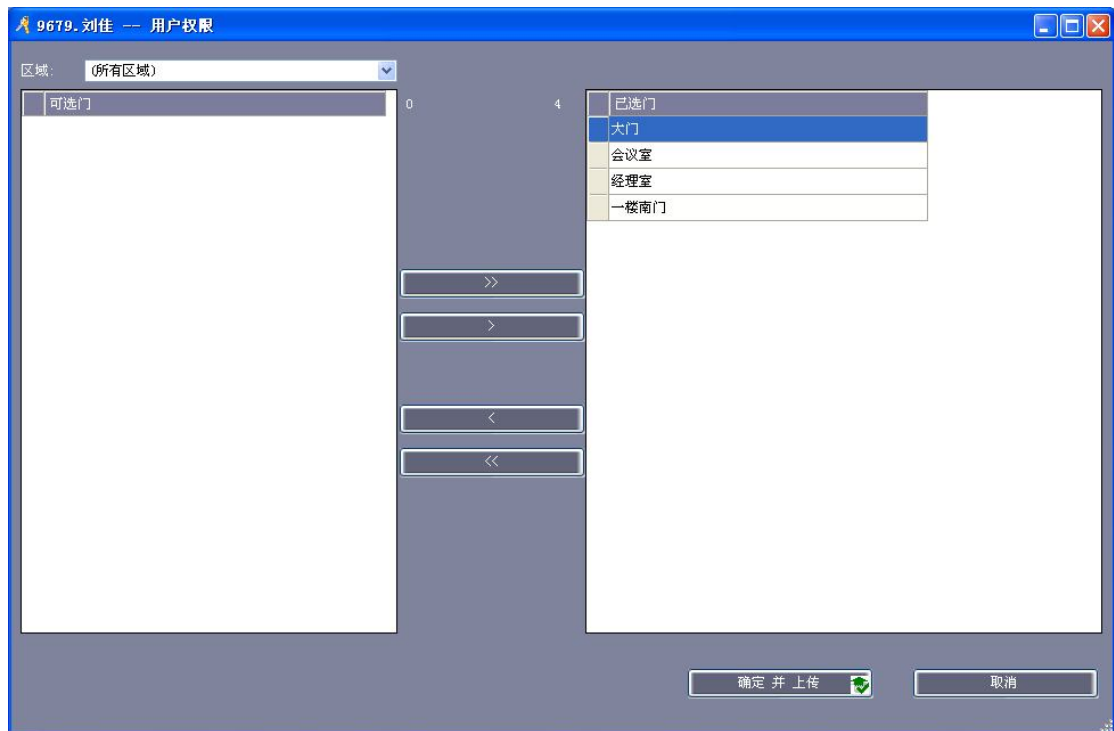 9679.刘佳 -- 用户权限
区域: (所有区域)
可选门
0 4
已选门
大门
会议室
经理室
一楼南门
>>
>
<
<<
确定 并 上传
取消